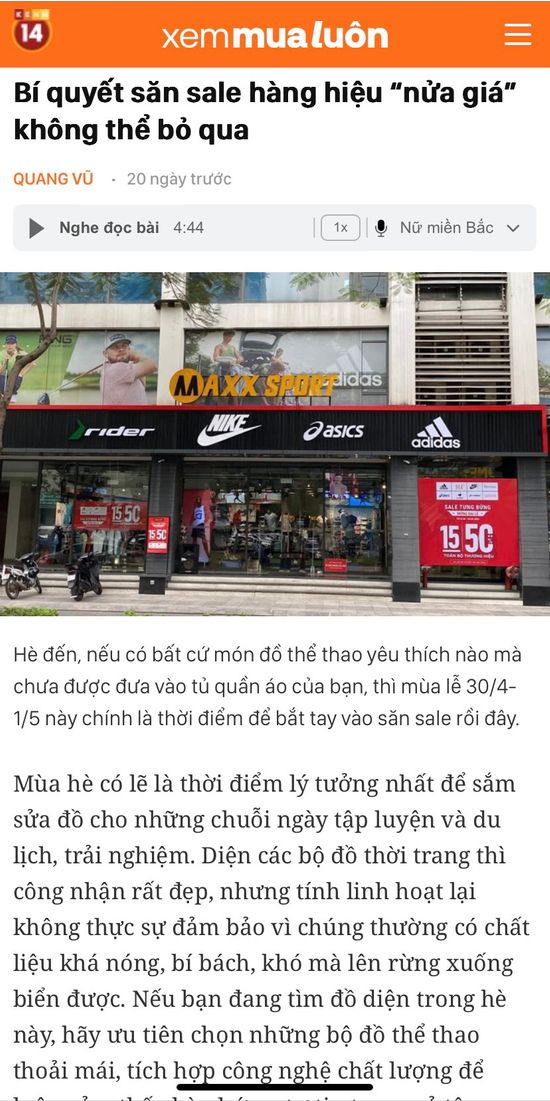 KENH
14
xemmualuôn
Bí quyết săn sale hàng hiệu “nửa giá”
không thể bỏ qua
QUANG VŨ · 20 ngày trước
Nghe đọc bài 4:44 1x Nữ miền Bắc
MAXX SPORT adidas
rider NIKE asics adidas
SALE TƯNG BỪNG
15 50
TOÀN BỘ THƯƠNG HIỆU
15 50
15 50
Hè đến, nếu có bất cứ món đồ thể thao yêu thích nào mà
chưa được đưa vào tủ quần áo của bạn, thì mùa lễ 30/4-
1/5 này chính là thời điểm để bắt tay vào săn sale rồi đây.
Mùa hè có lẽ là thời điểm lý tưởng nhất để sắm
sửa đồ cho những chuỗi ngày tập luyện và du
lịch, trải nghiệm. Diện các bộ đồ thời trang thì
công nhận rất đẹp, nhưng tính linh hoạt lại
không thực sự đảm bảo vì chúng thường có chất
liệu khá nóng, bí bách, khó mà lên rừng xuống
biển được. Nếu bạn đang tìm đồ diện trong hè
này, hãy ưu tiên chọn những bộ đồ thể thao
thoải mái, tích hợp công nghệ chất lượng để